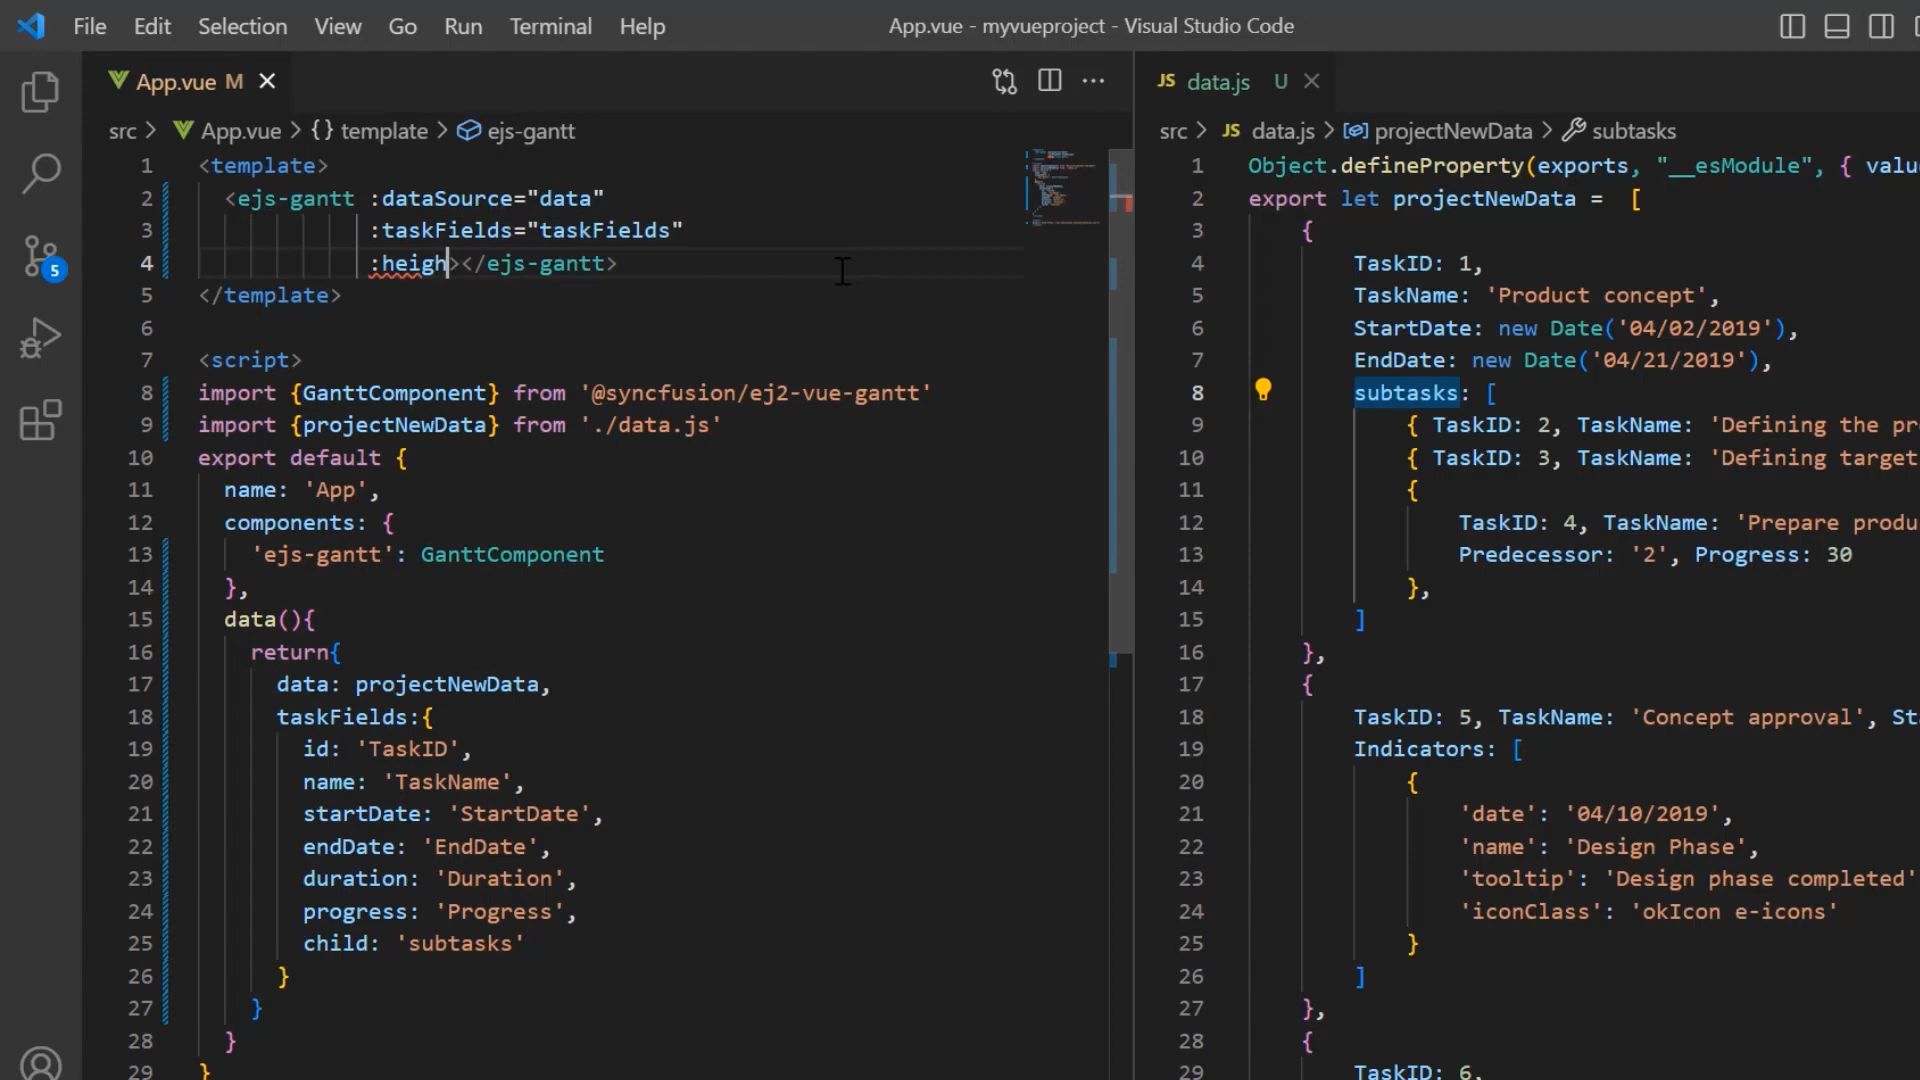 File Edit Selection View Go Run Terminal Help App.vue - myvueproject - Visual Studio Code
App.vue M
src > App.vue > {} template > ejs-gantt
1 <template>
2 <ejs-gantt :dataSource="data"
3 :taskFields="taskFields"
4 :heigh></ejs-gantt>
5 </template>
6
7 <script>
8 import {GanttComponent} from '@syncfusion/ej2-vue-gantt'
9 import {projectNewData} from './data.js'
10 export default {
11 name: 'App',
12 components: {
13 'ejs-gantt': GanttComponent
14 },
15 data(){
16 return{
17 data: projectNewData,
18 taskFields:{
19 id: 'TaskID',
20 name: 'TaskName',
21 startDate: 'StartDate',
22 endDate: 'EndDate',
23 duration: 'Duration',
24 progress: 'Progress',
25 child: 'subtasks'
26 }
27 }
28 }
29 }
5
JS data.js U
src > JS data.js > projectNewData > subtasks
1 Object.defineProperty(exports, "__esModule", { valu
2 export let projectNewData = [
3 {
4 TaskID: 1,
5 TaskName: 'Product concept',
6 StartDate: new Date('04/02/2019'),
7 EndDate: new Date('04/21/2019'),
8 subtasks: [
9 { TaskID: 2, TaskName: 'Defining the pr
10 { TaskID: 3, TaskName: 'Defining target
11 {
12 TaskID: 4, TaskName: 'Prepare produ
13 Predecessor: '2', Progress: 30
14 },
15 ]
16 },
17 {
18 TaskID: 5, TaskName: 'Concept approval', St
19 Indicators: [
20 {
21 'date': '04/10/2019',
22 'name': 'Design Phase',
23 'tooltip': 'Design phase completed'
24 'iconClass': 'okIcon e-icons'
25 }
26 ]
27 },
28 {
29 TaskID: 6,